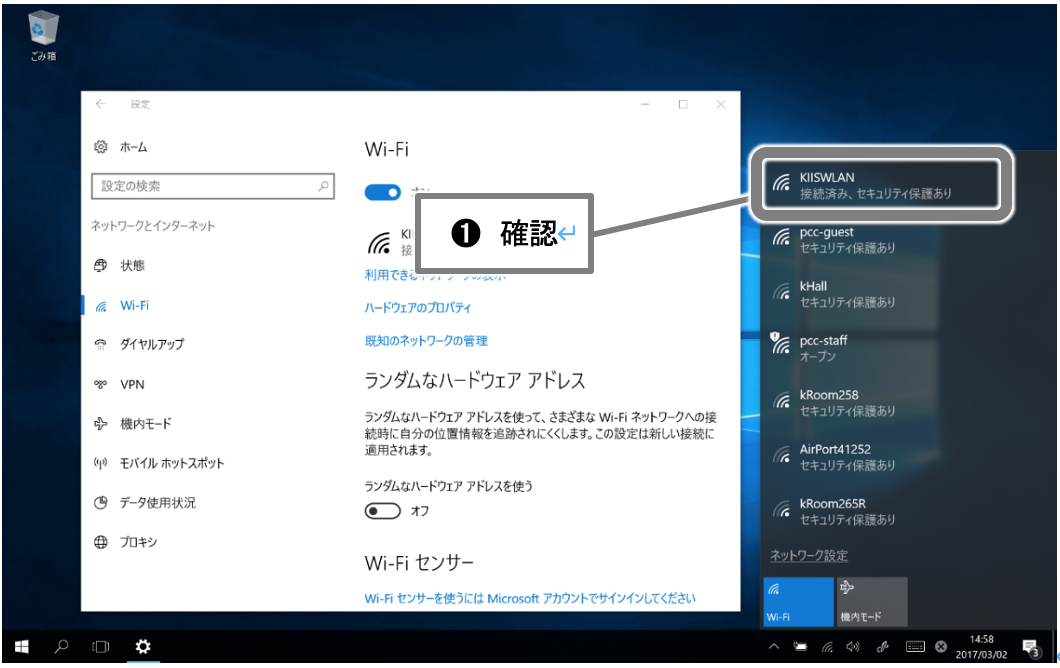 ごみ箱
設定
ホーム
設定の検索
ネットワークとインターネット
状態
Wi-Fi
ダイヤルアップ
VPN
機内モード
モバイル ホットスポット
データ使用状況
プロキシ
Wi-Fi
❶ 確認↵
KI
接
利用できる
ハードウェアのプロパティ
既知のネットワークの管理
ランダムなハードウェア アドレス
ランダムなハードウェア アドレスを使って、さまざまな Wi-Fi ネットワークへの接
続時に自分の位置情報を追跡されにくくします。この設定は新しい接続に
適用されます。
ランダムなハードウェア アドレスを使う
オフ
Wi-Fi センサー
Wi-Fi センサーを使うには Microsoft アカウントでサインインしてください
KIISWLAN
接続済み、セキュリティ保護あり
pcc-guest
セキュリティ保護あり
kHall
セキュリティ保護あり
pcc-staff
オープン
kRoom258
セキュリティ保護あり
AirPort41252
セキュリティ保護あり
kRoom265R
セキュリティ保護あり
ネットワーク設定
Wi-Fi
機内モード
14:58
2017/03/02
3